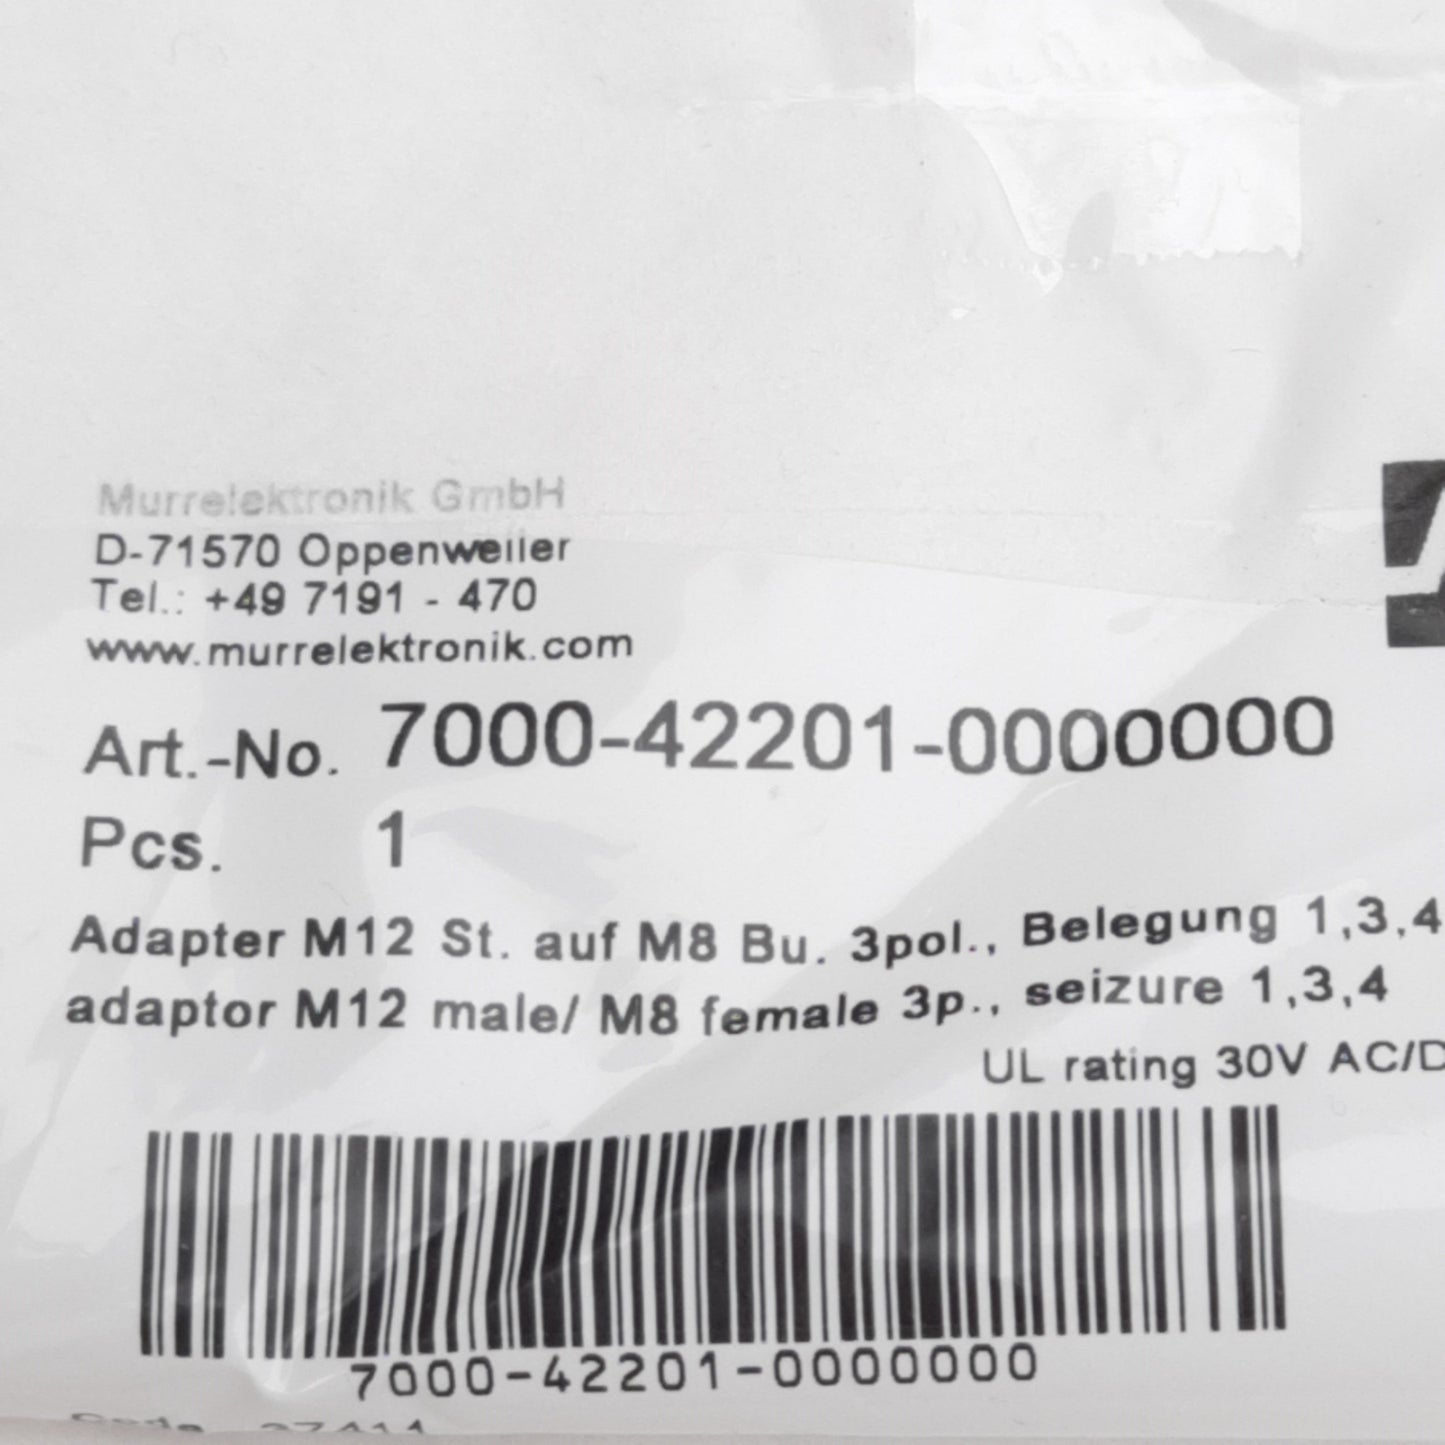 Murrelektronik GmbH
D-71570 Oppenweiler
Tel.: +49 7191 - 470
www.murrelektronik.com
Art.-No. 7000-42201-0000000
Pcs. 1
Adapter M12 St. auf M8 Bu. 3pol., Belegung 1,3,4
adaptor M12 male/ M8 female 3p., seizure 1,3,4
UL rating 30V AC/D
7000-42201-0000000